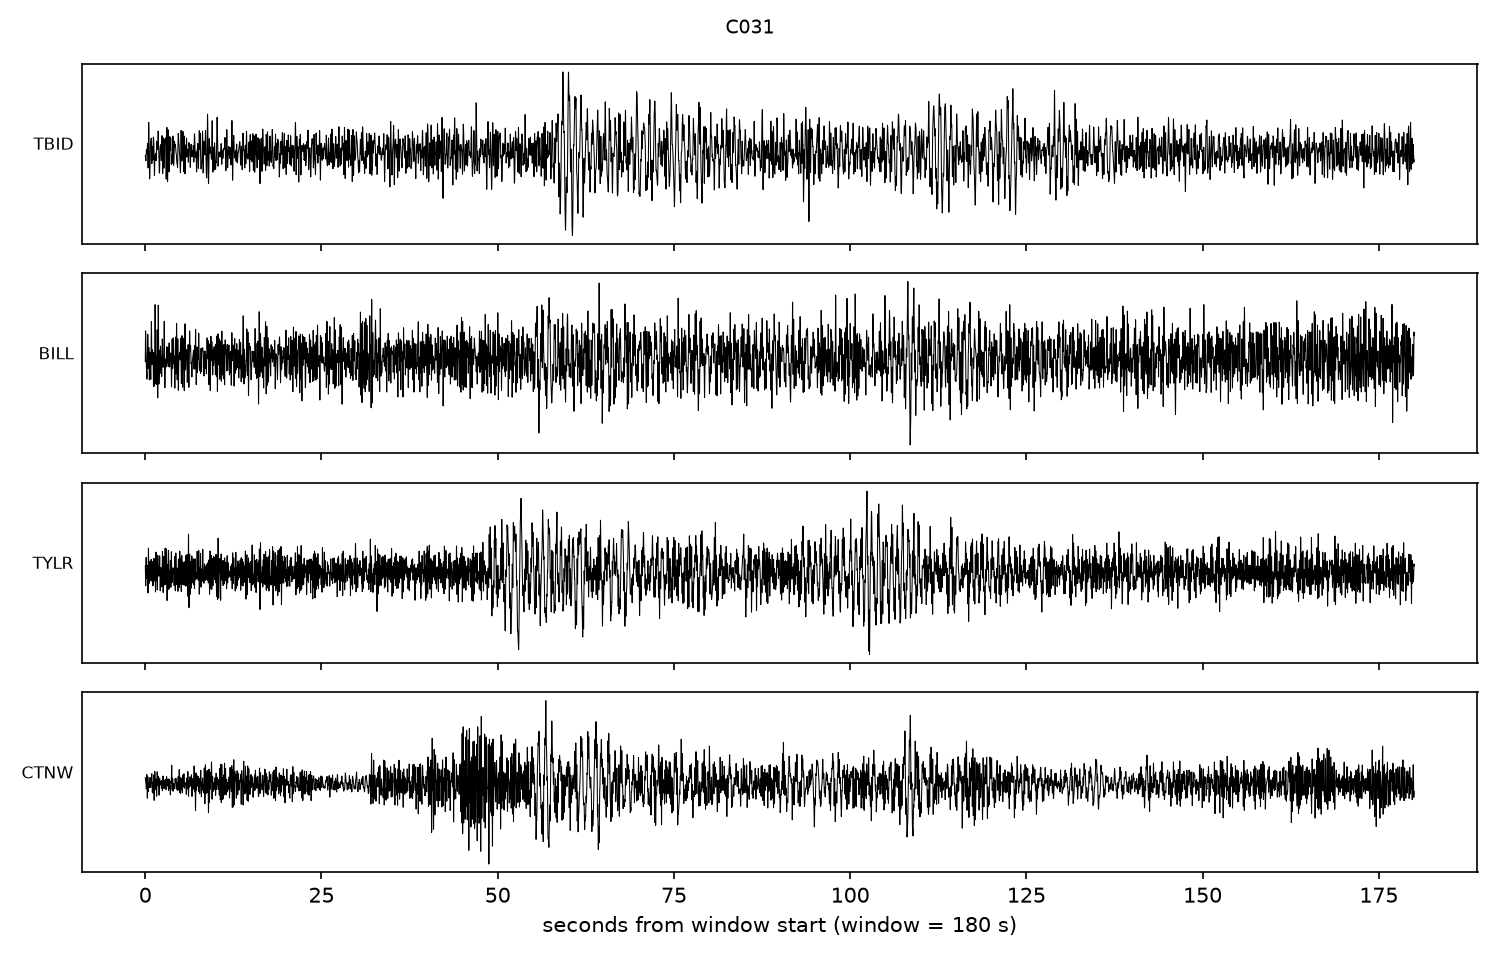 C031
TBID
BILL
TYLR
CTNW
0 25 50 75 100 125 150 175
seconds from window start (window = 180 s)